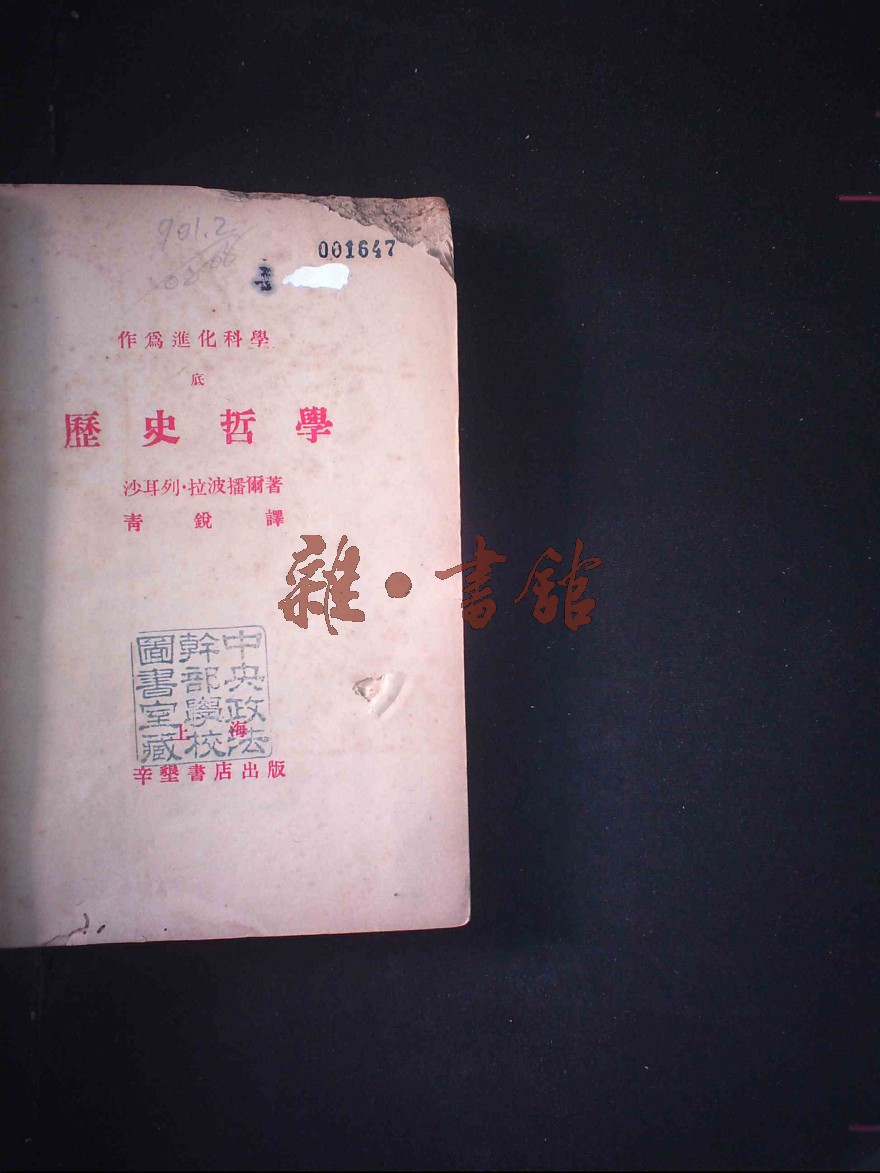 901.2
001647
作爲進化科學
底
歷史哲學
沙耳列·拉波播爾著
青銳譯
雜·書舘
中央政法
幹部學校
圖書室藏
上海
辛墾書店出版